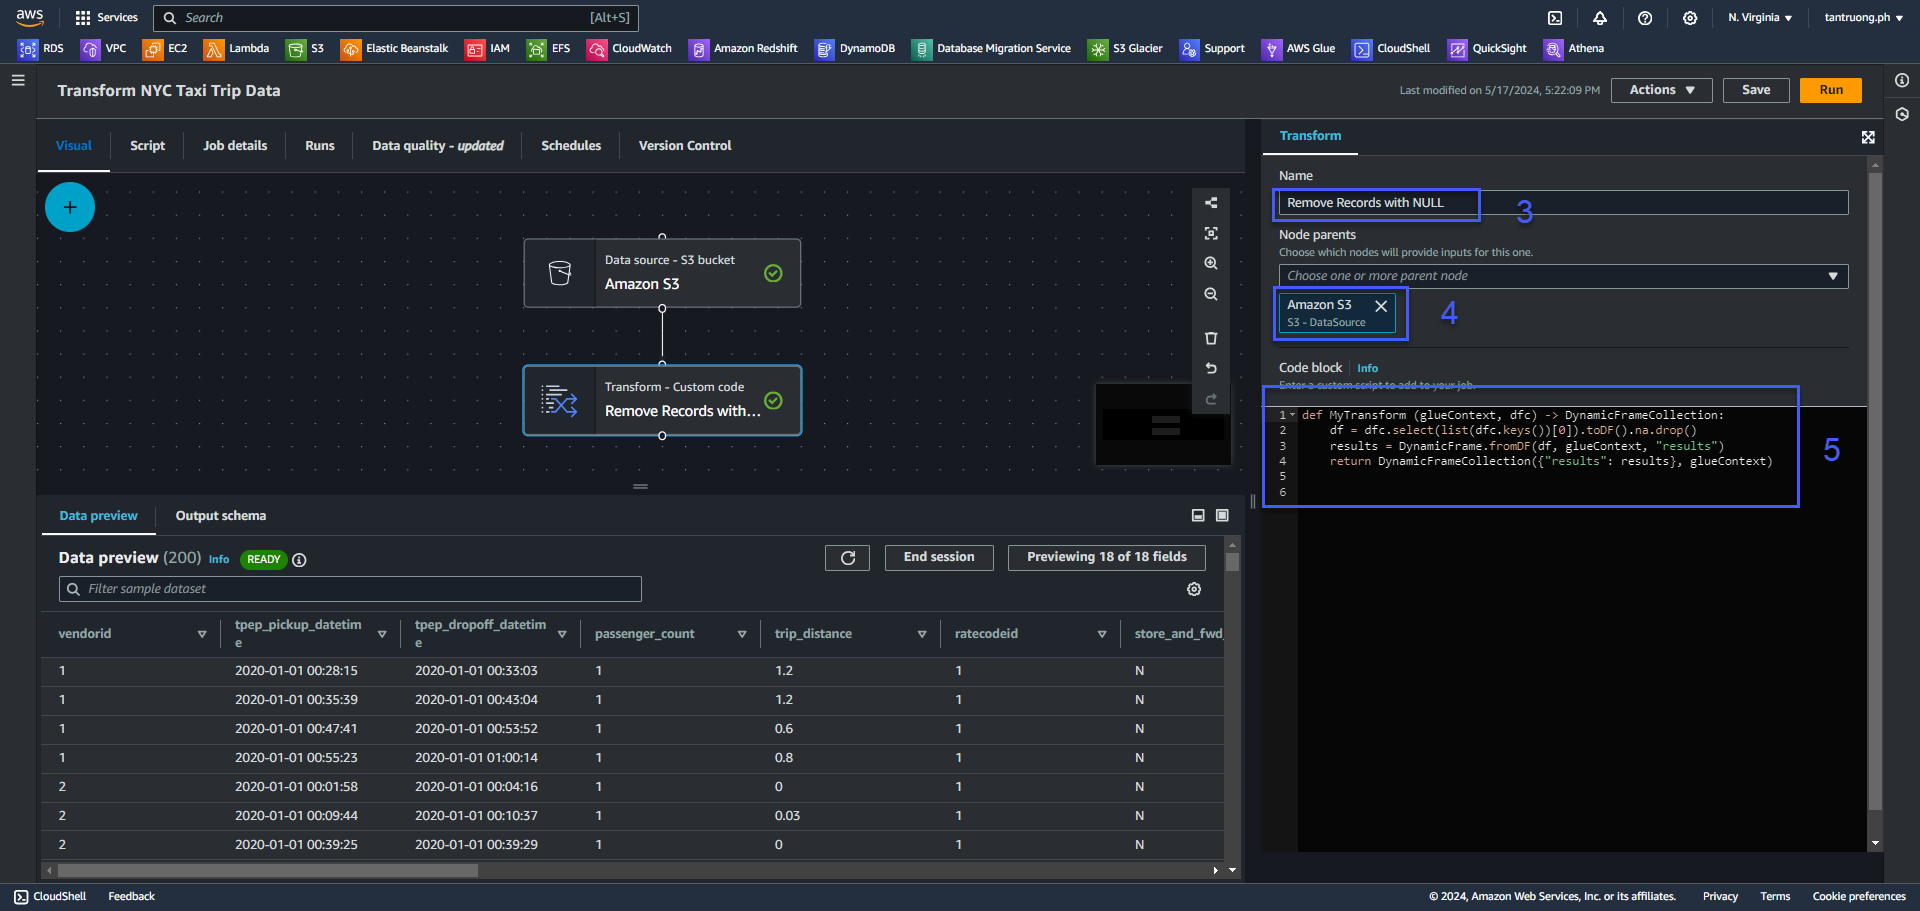 aws Services Search [Alt+S] N. Virginia tantruong.ph
RDS VPC EC2 Lambda S3 Elastic Beanstalk IAM EFS CloudWatch Amazon Redshift DynamoDB Database Migration Service S3 Glacier Support AWS Glue CloudShell QuickSight Athena
Transform NYC Taxi Trip Data
Last modified on 5/17/2024, 5:22:09 PM Actions Save Run
Visual Script Job details Runs Data quality - updated Schedules Version Control
Data source - S3 bucket
Amazon S3
Transform - Custom code
Remove Records with...
Transform
Name
Remove Records with NULL
3
Node parents
Choose which nodes will provide inputs for this one.
Choose one or more parent node
Amazon S3
S3 - DataSource
4
Code block Info
Enter a custom script to add to your job.
1 def MyTransform (glueContext, dfc) -> DynamicFrameCollection:
2 df = dfc.select(list(dfc.keys())[0]).toDF().na.drop()
3 results = DynamicFrame.fromDF(df, glueContext, "results")
4 return DynamicFrameCollection({"results": results}, glueContext)
5
6
5
Data preview Output schema
Data preview (200) Info READY End session Previewing 18 of 18 fields
Filter sample dataset
vendorid tpep_pickup_datetime tpep_dropoff_datetime passenger_count trip_distance ratecodeid store_and_fwd_
1 2020-01-01 00:28:15 2020-01-01 00:33:03 1 1.2 1 N
1 2020-01-01 00:35:39 2020-01-01 00:43:04 1 1.2 1 N
1 2020-01-01 00:47:41 2020-01-01 00:53:52 1 0.6 1 N
1 2020-01-01 00:55:23 2020-01-01 01:00:14 1 0.8 1 N
2 2020-01-01 00:01:58 2020-01-01 00:04:16 1 0 1 N
2 2020-01-01 00:09:44 2020-01-01 00:10:37 1 0.03 1 N
2 2020-01-01 00:39:25 2020-01-01 00:39:29 1 0 1 N
CloudShell Feedback © 2024, Amazon Web Services, Inc. or its affiliates. Privacy Terms Cookie preferences